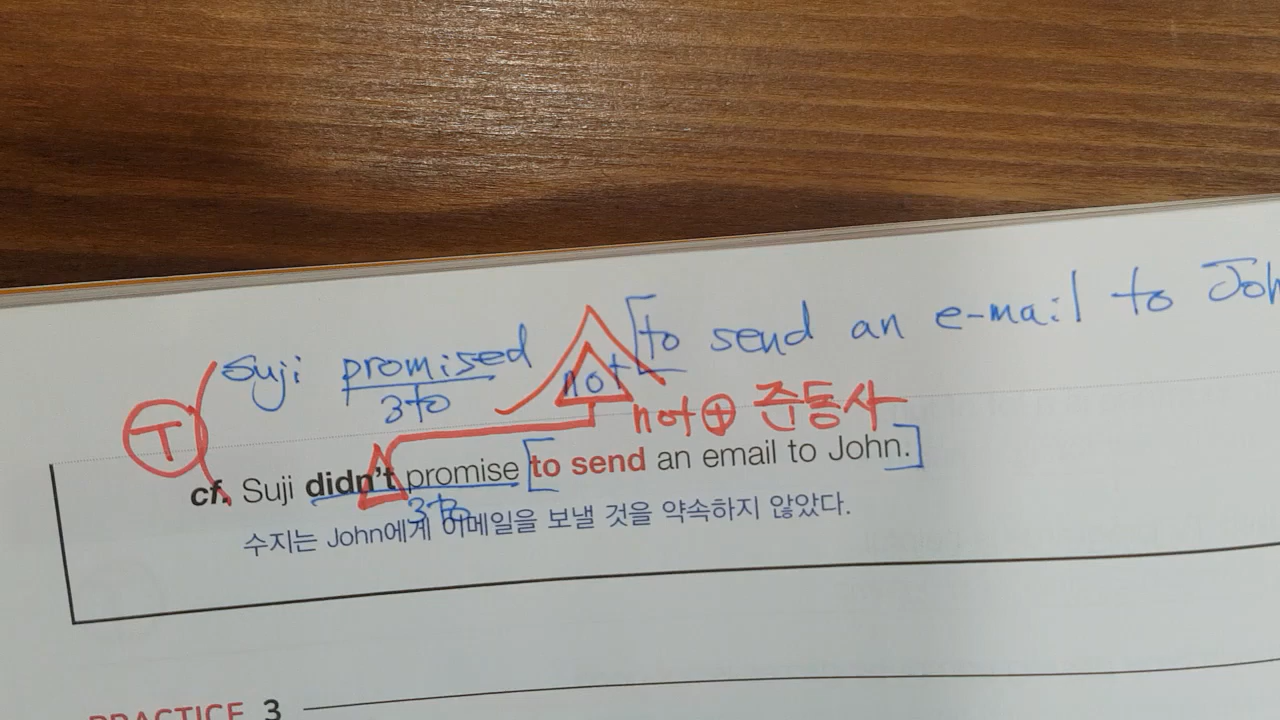 Suji promised not to send an e-mail to Joh
3to
not ⊕ 준동사
T
cf. Suji didn't promise to send an email to John.
3to
수지는 John에게 이메일을 보낼 것을 약속하지 않았다.
PRACTICE 3